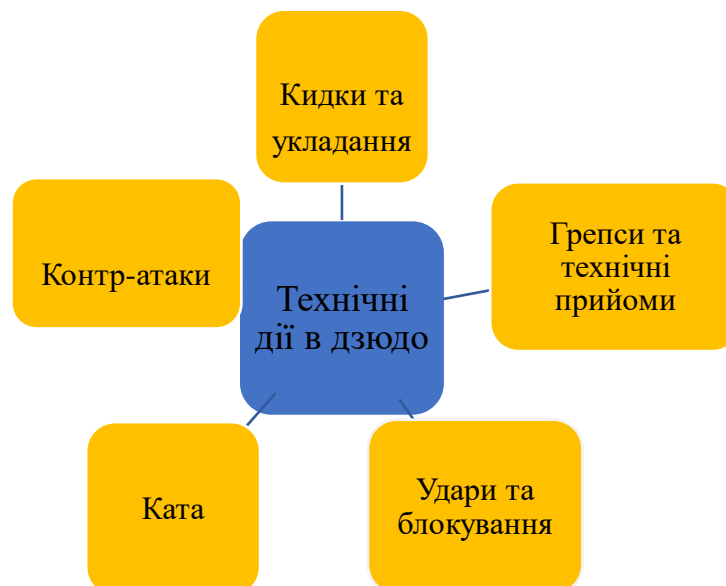 Кидки та
укладання
Грепси та
технічні
прийоми
Контр-атаки
Технічні
дії в дзюдо
Удари та
блокування
Ката